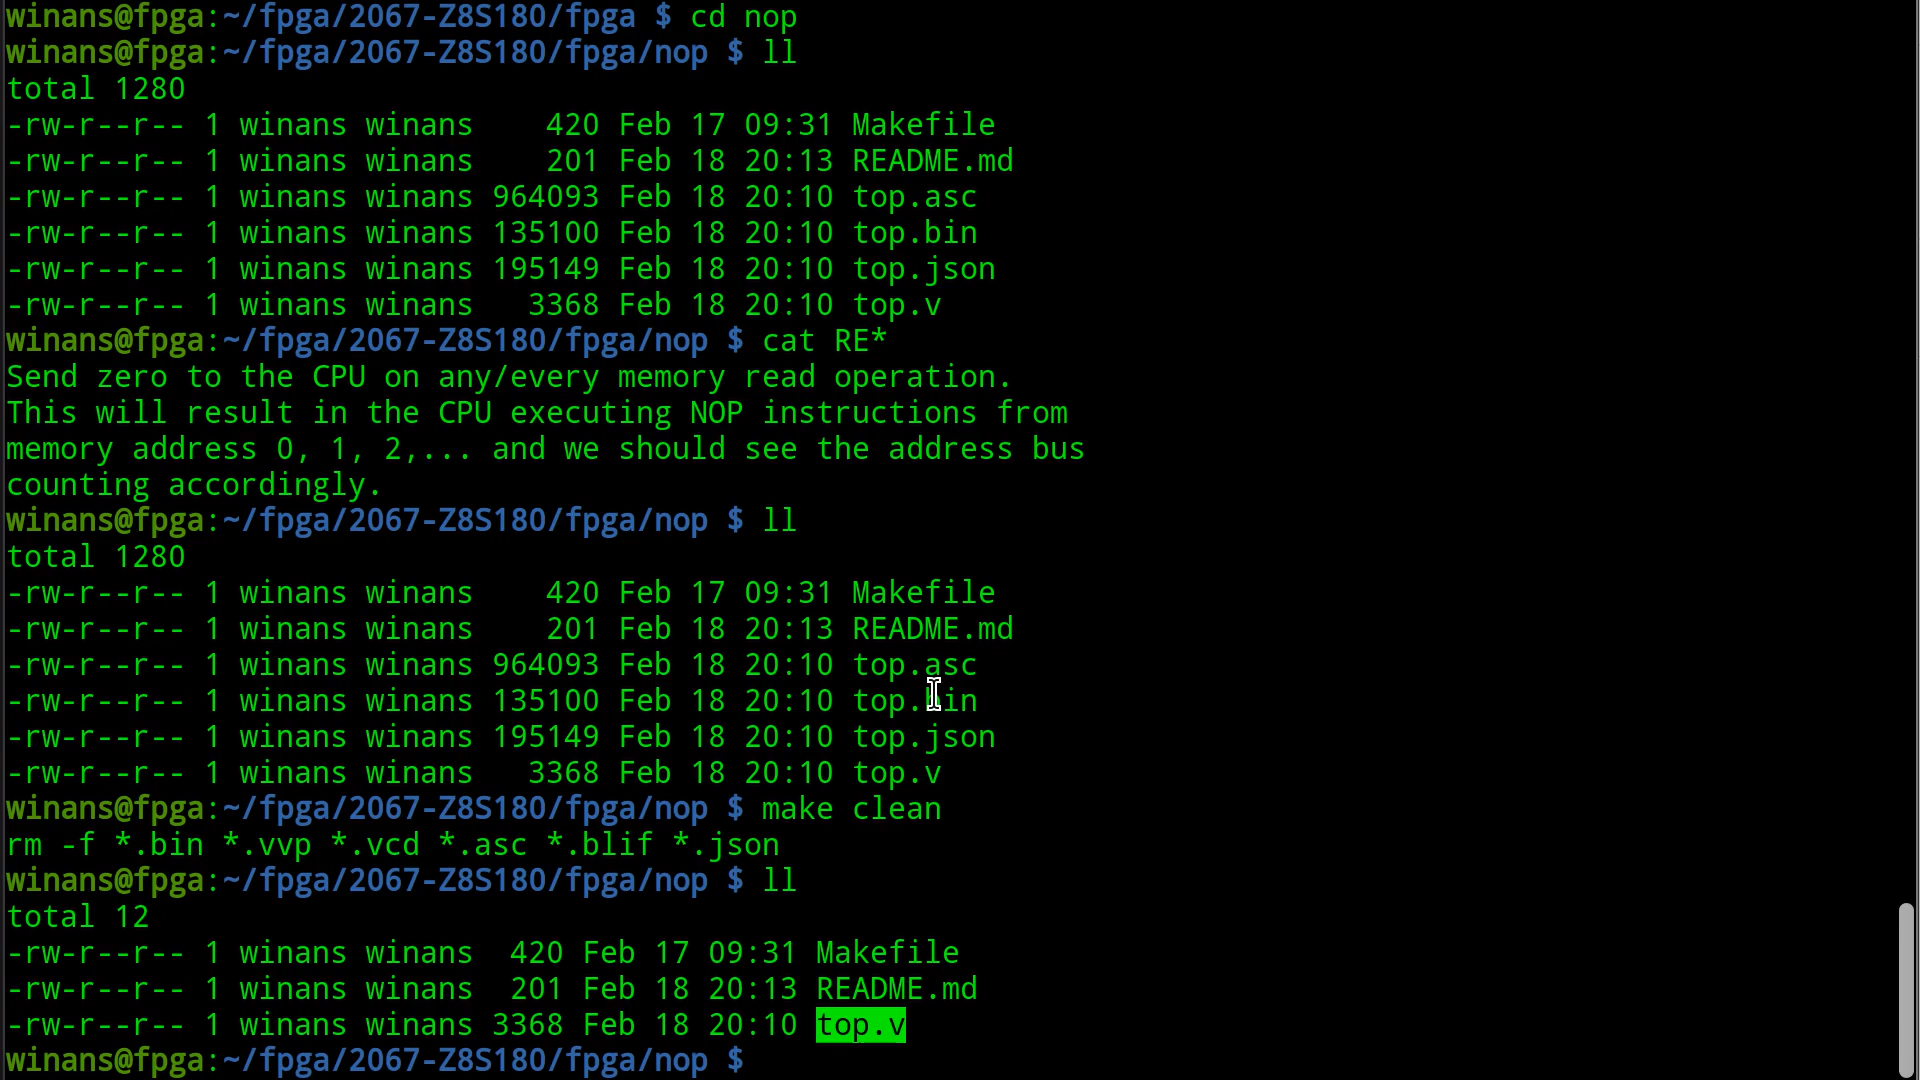 winans@fpga:~/fpga/2067-Z8S180/fpga $ cd nop
winans@fpga:~/fpga/2067-Z8S180/fpga/nop $ ll
total 1280
-rw-r--r-- 1 winans winans    420 Feb 17 09:31 Makefile
-rw-r--r-- 1 winans winans    201 Feb 18 20:13 README.md
-rw-r--r-- 1 winans winans 964093 Feb 18 20:10 top.asc
-rw-r--r-- 1 winans winans 135100 Feb 18 20:10 top.bin
-rw-r--r-- 1 winans winans 195149 Feb 18 20:10 top.json
-rw-r--r-- 1 winans winans   3368 Feb 18 20:10 top.v
winans@fpga:~/fpga/2067-Z8S180/fpga/nop $ cat RE*
Send zero to the CPU on any/every memory read operation.
This will result in the CPU executing NOP instructions from
memory address 0, 1, 2,... and we should see the address bus
counting accordingly.
winans@fpga:~/fpga/2067-Z8S180/fpga/nop $ ll
total 1280
-rw-r--r-- 1 winans winans    420 Feb 17 09:31 Makefile
-rw-r--r-- 1 winans winans    201 Feb 18 20:13 README.md
-rw-r--r-- 1 winans winans 964093 Feb 18 20:10 top.asc
-rw-r--r-- 1 winans winans 135100 Feb 18 20:10 top.bin
-rw-r--r-- 1 winans winans 195149 Feb 18 20:10 top.json
-rw-r--r-- 1 winans winans   3368 Feb 18 20:10 top.v
winans@fpga:~/fpga/2067-Z8S180/fpga/nop $ make clean
rm -f *.bin *.vvp *.vcd *.asc *.blif *.json
winans@fpga:~/fpga/2067-Z8S180/fpga/nop $ ll
total 12
-rw-r--r-- 1 winans winans  420 Feb 17 09:31 Makefile
-rw-r--r-- 1 winans winans  201 Feb 18 20:13 README.md
-rw-r--r-- 1 winans winans 3368 Feb 18 20:10 top.v
winans@fpga:~/fpga/2067-Z8S180/fpga/nop $